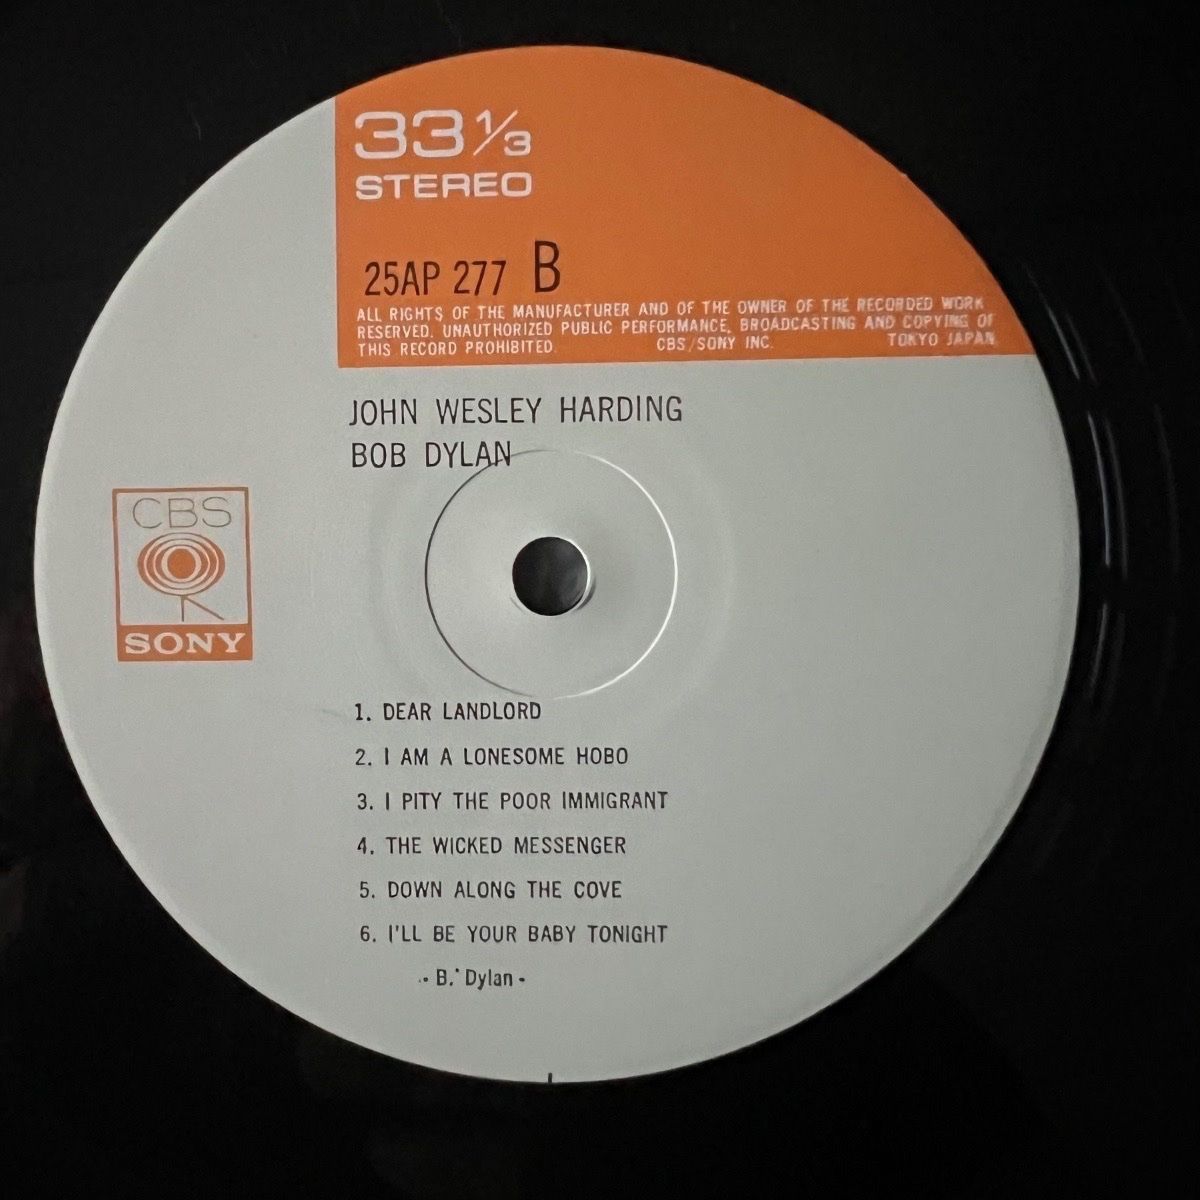 33 1/3
STEREO
25AP 277 B
ALL RIGHTS OF THE MANUFACTURER AND OF THE OWNER OF THE RECORDED WORK
RESERVED. UNAUTHORIZED PUBLIC PERFORMANCE, BROADCASTING AND COPYING OF
THIS RECORD PROHIBITED. CBS/SONY INC. TOKYO JAPAN
JOHN WESLEY HARDING
BOB DYLAN
CBS
SONY
1. DEAR LANDLORD
2. I AM A LONESOME HOBO
3. I PITY THE POOR IMMIGRANT
4. THE WICKED MESSENGER
5. DOWN ALONG THE COVE
6. I'LL BE YOUR BABY TONIGHT
- B. Dylan -